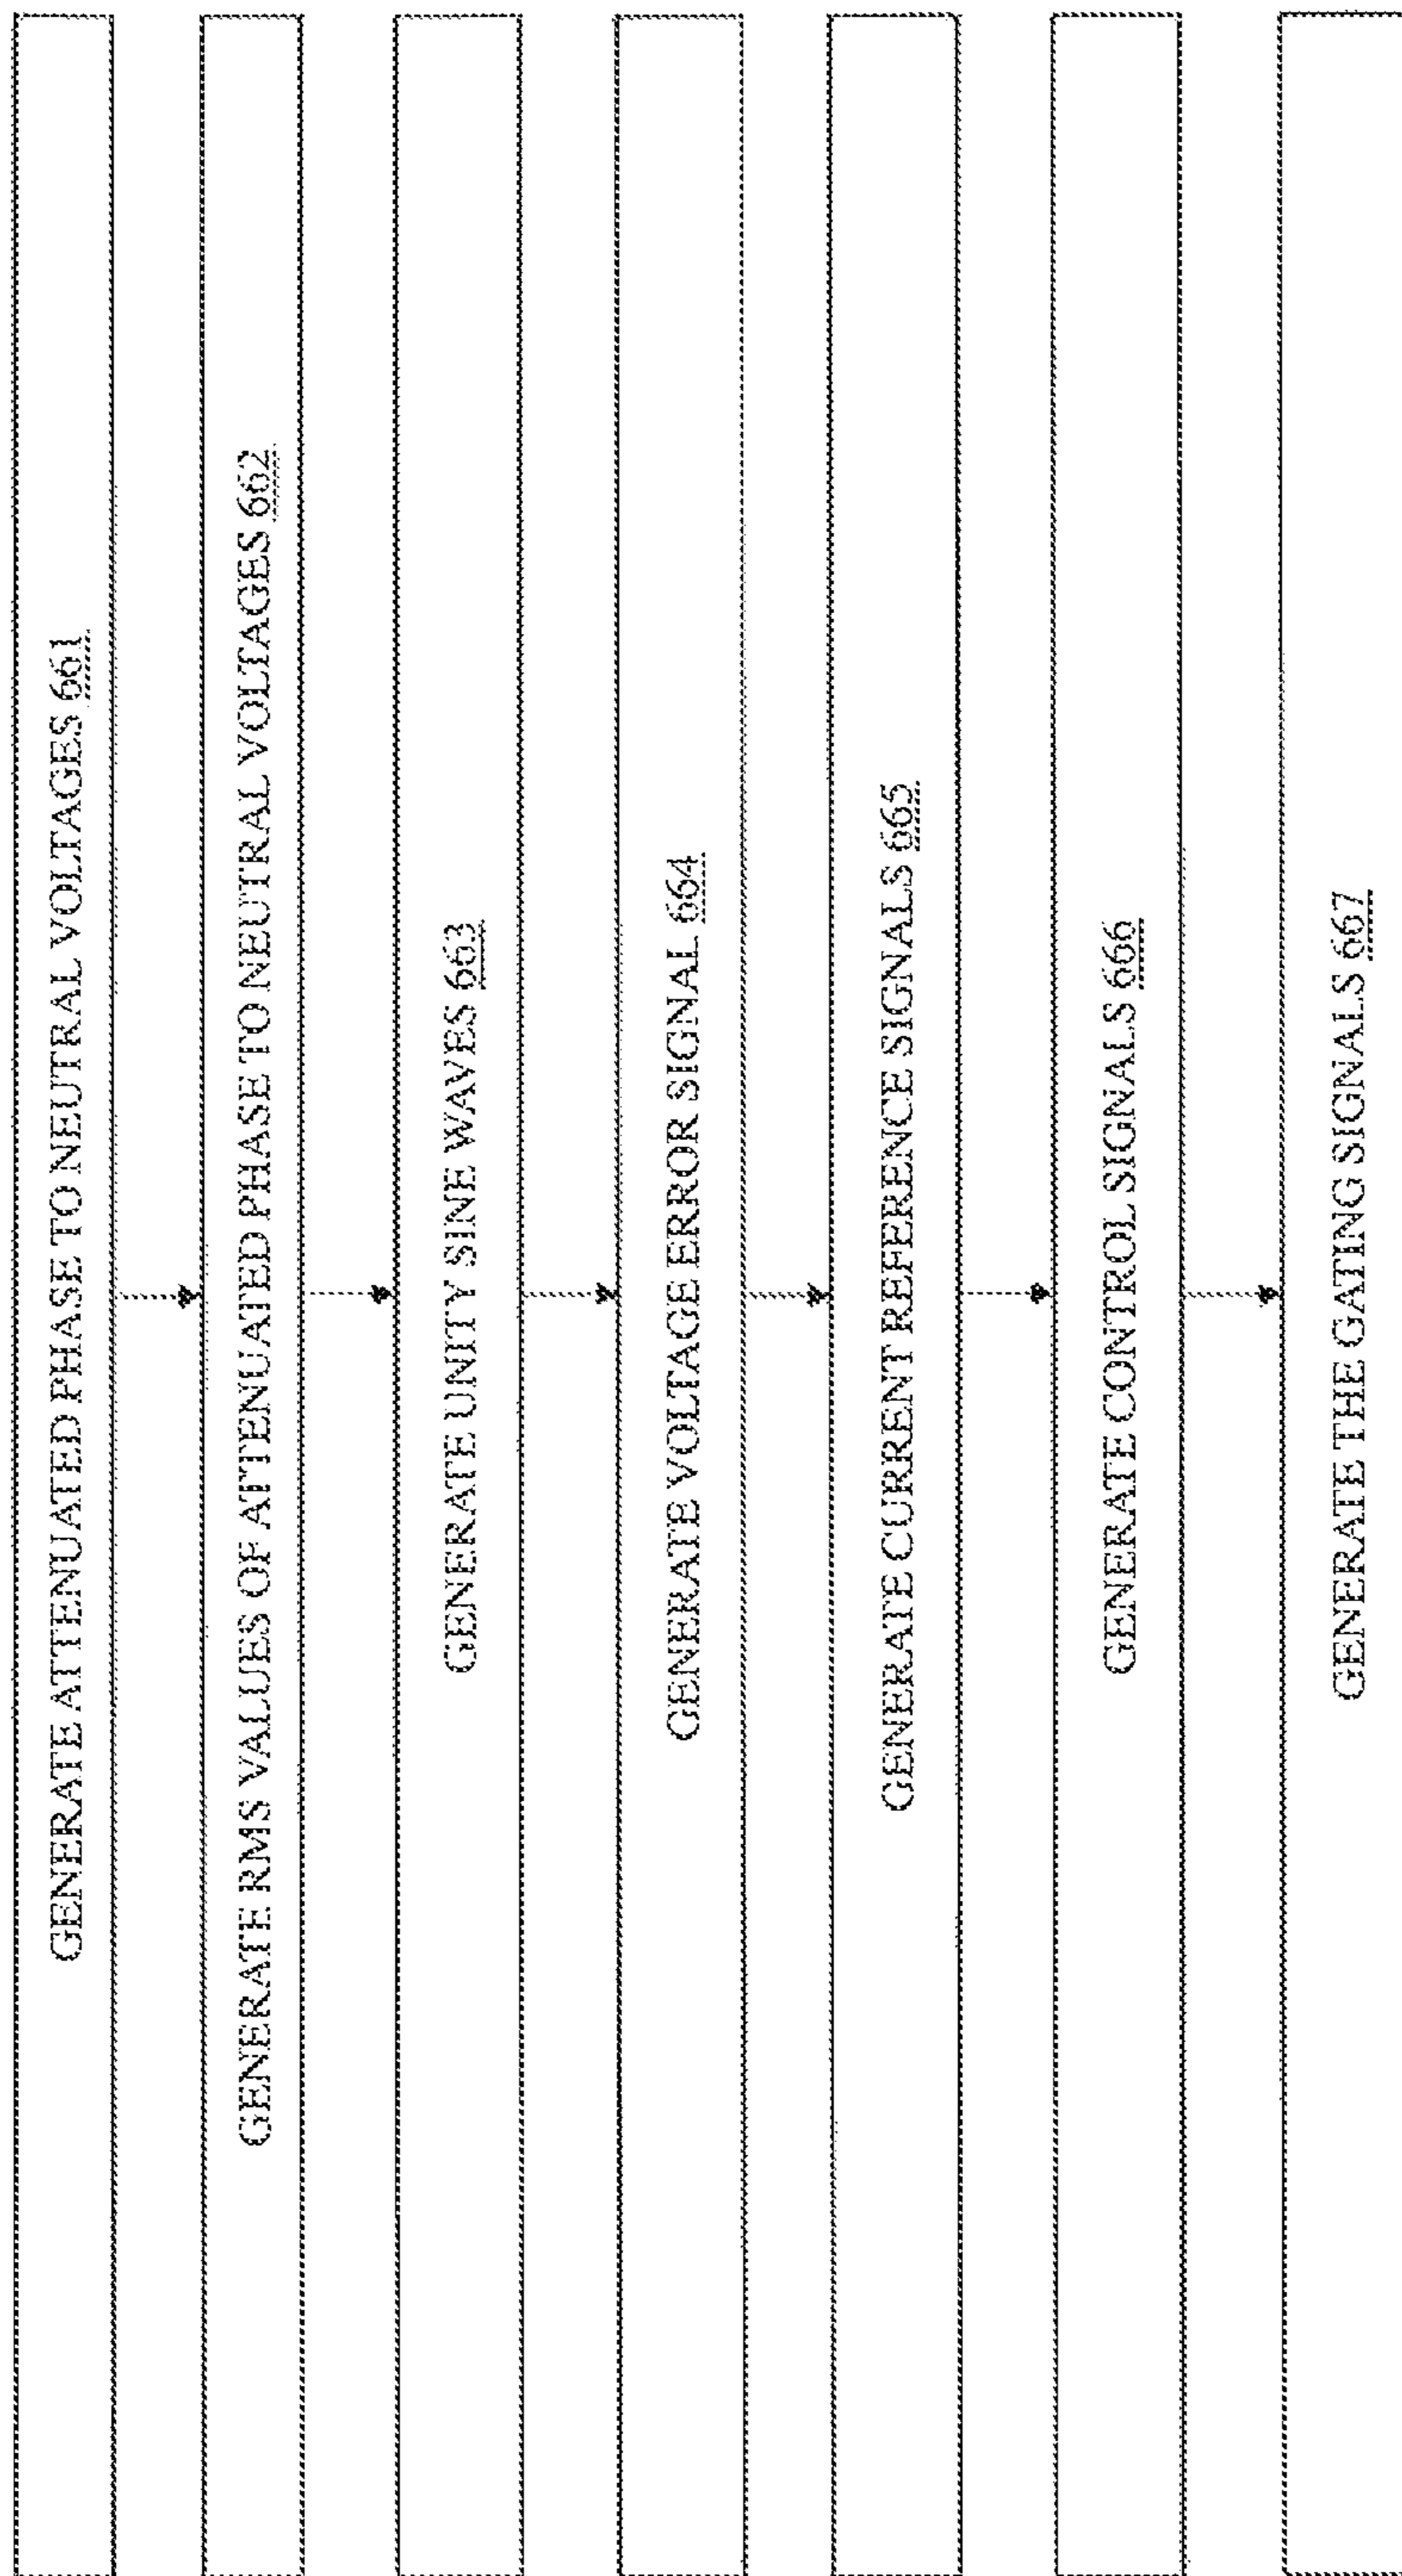 GENERATE ATTENUATED PHASE TO NEUTRAL VOLTAGES 661
GENERATE RMS VALUES OF ATTENUATED PHASE TO NEUTRAL VOLTAGES 662
GENERATE UNITY SINE WAVES 663
GENERATE VOLTAGE ERROR SIGNAL 664
GENERATE CURRENT REFERENCE SIGNALS 665
GENERATE CONTROL SIGNALS 666
GENERATE THE GATING SIGNALS 667